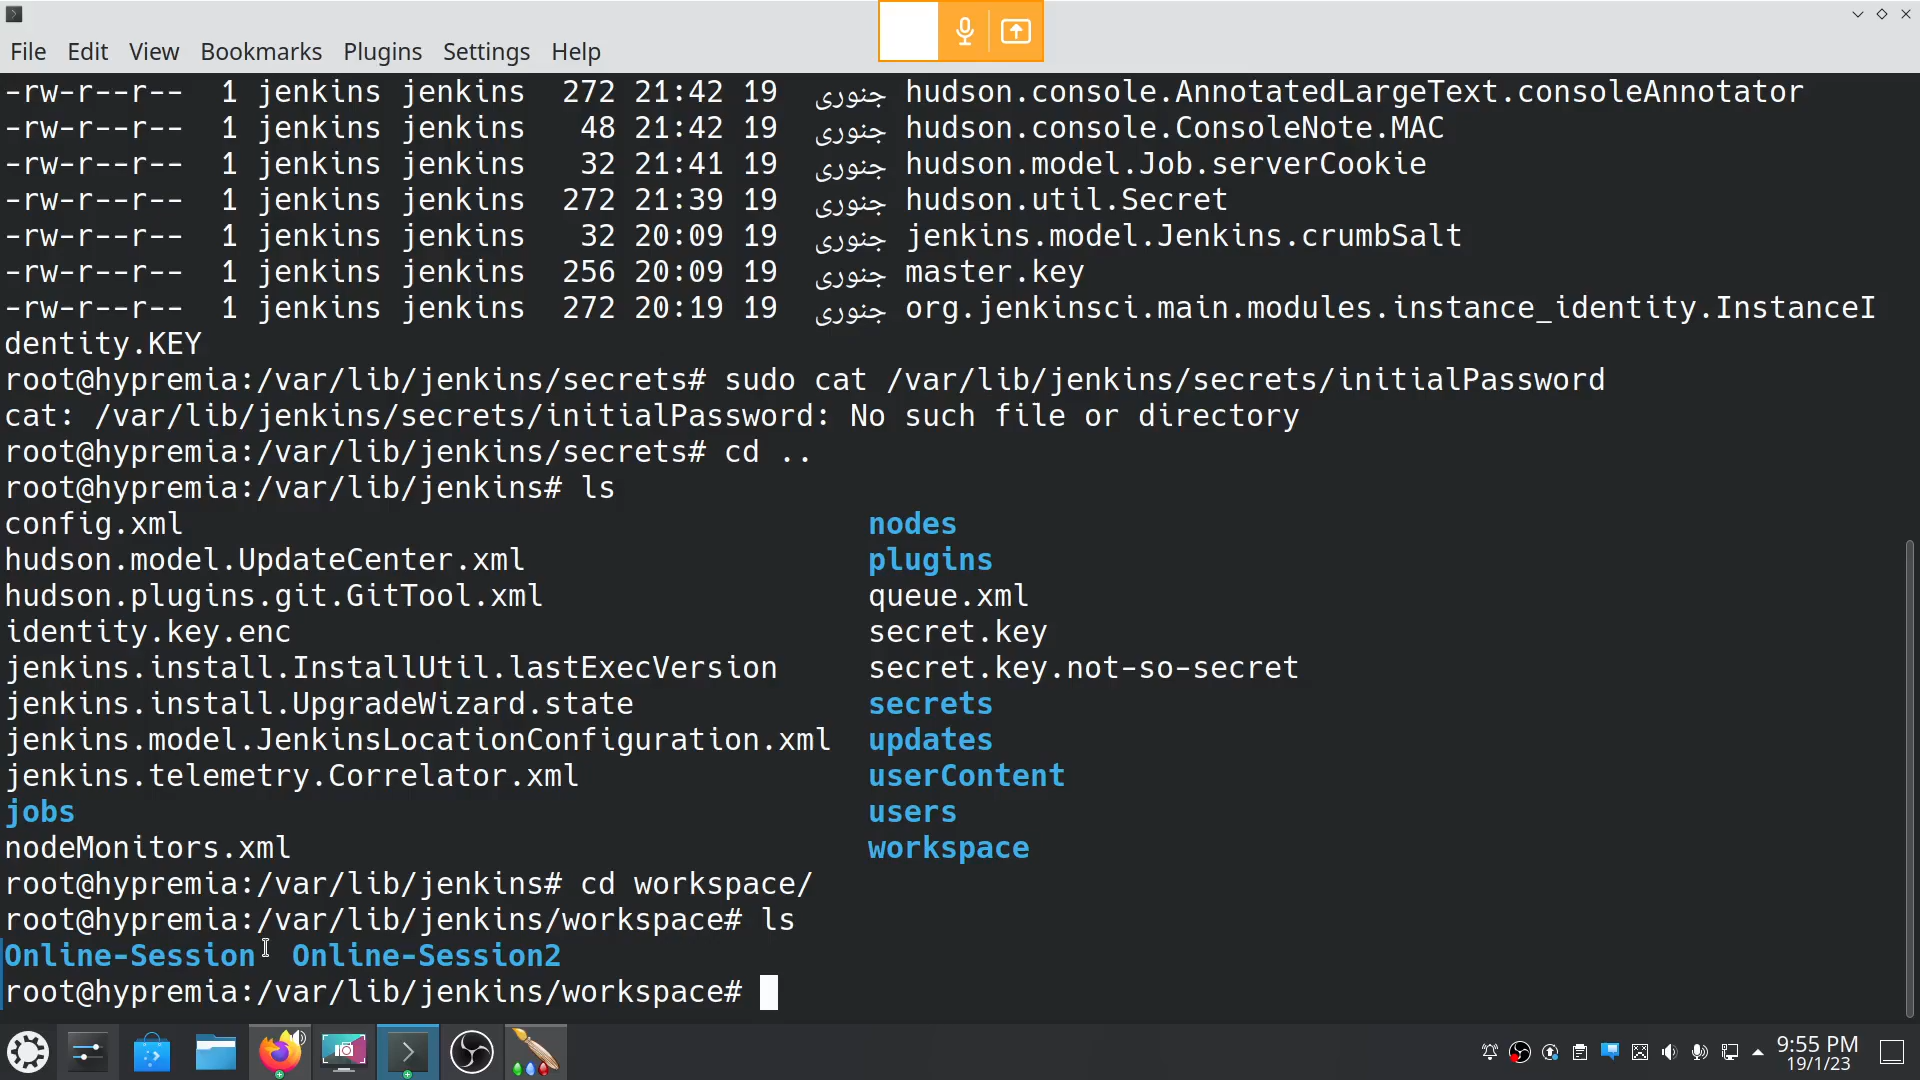 File Edit View Bookmarks Plugins Settings Help
-rw-r--r-- 1 jenkins jenkins 272 21:42 19 جنوری hudson.console.AnnotatedLargeText.consoleAnnotator
-rw-r--r-- 1 jenkins jenkins 48 21:42 19 جنوری hudson.console.ConsoleNote.MAC
-rw-r--r-- 1 jenkins jenkins 32 21:41 19 جنوری hudson.model.Job.serverCookie
-rw-r--r-- 1 jenkins jenkins 272 21:39 19 جنوری hudson.util.Secret
-rw-r--r-- 1 jenkins jenkins 32 20:09 19 جنوری jenkins.model.Jenkins.crumbSalt
-rw-r--r-- 1 jenkins jenkins 256 20:09 19 جنوری master.key
-rw-r--r-- 1 jenkins jenkins 272 20:19 19 جنوری org.jenkinsci.main.modules.instance_identity.InstanceI
dentity.KEY
root@hypremia:/var/lib/jenkins/secrets# sudo cat /var/lib/jenkins/secrets/initialPassword
cat: /var/lib/jenkins/secrets/initialPassword: No such file or directory
root@hypremia:/var/lib/jenkins/secrets# cd ..
root@hypremia:/var/lib/jenkins# ls
config.xml nodes
hudson.model.UpdateCenter.xml plugins
hudson.plugins.git.GitTool.xml queue.xml
identity.key.enc secret.key
jenkins.install.InstallUtil.lastExecVersion secret.key.not-so-secret
jenkins.install.UpgradeWizard.state secrets
jenkins.model.JenkinsLocationConfiguration.xml updates
jenkins.telemetry.Correlator.xml userContent
jobs users
nodeMonitors.xml workspace
root@hypremia:/var/lib/jenkins# cd workspace/
root@hypremia:/var/lib/jenkins/workspace# ls
Online-Session Online-Session2
root@hypremia:/var/lib/jenkins/workspace#
9:55 PM
19/1/23